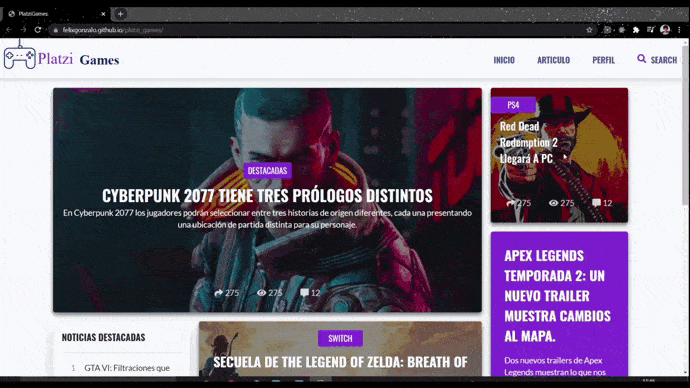 PlatziGames
felixgonzalo.github.io/platzi_games/
Platzi Games
INICIO
ARTICULO
PERFIL
SEARCH
DESTACADAS
CYBERPUNK 2077 TIENE TRES PRÓLOGOS DISTINTOS
En Cyberpunk 2077 los jugadores podrán seleccionar entre tres historias de origen diferentes, cada una presentando
una ubicación de partida distinta para su personaje.
275
275
12
PS4
Red Dead
Redemption 2
Llegará A PC
275
275
12
APEX LEGENDS
TEMPORADA 2: UN
NUEVO TRAILER
MUESTRA CAMBIOS
AL MAPA.
Dos nuevos trailers de Apex
Legends muestran lo que nos
NOTICIAS DESTACADAS
1 GTA VI: Filtraciones que
SWITCH
SECUELA DE THE LEGEND OF ZELDA: BREATH OF